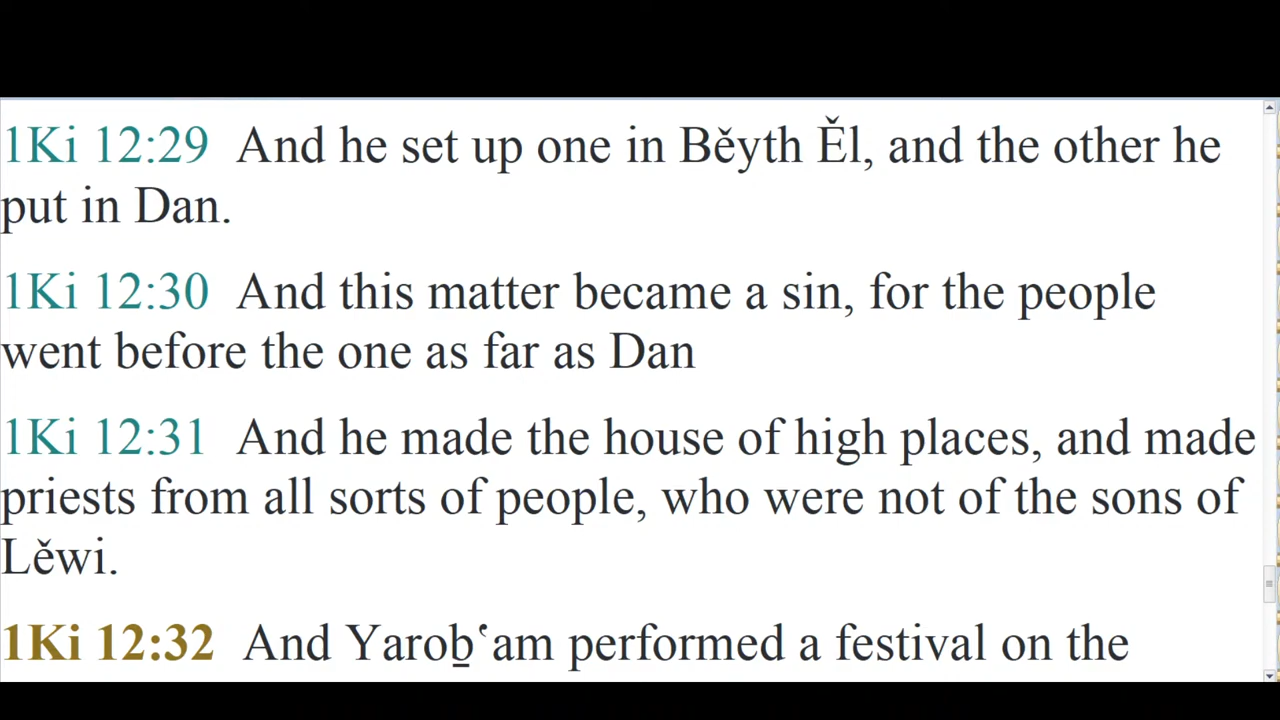 1Ki 12:29 And he set up one in Běyth Ěl, and the other he
put in Dan.
1Ki 12:30 And this matter became a sin, for the people
went before the one as far as Dan
1Ki 12:31 And he made the house of high places, and made
priests from all sorts of people, who were not of the sons of
Lěwi.
1Ki 12:32 And Yaroḇʽam performed a festival on the